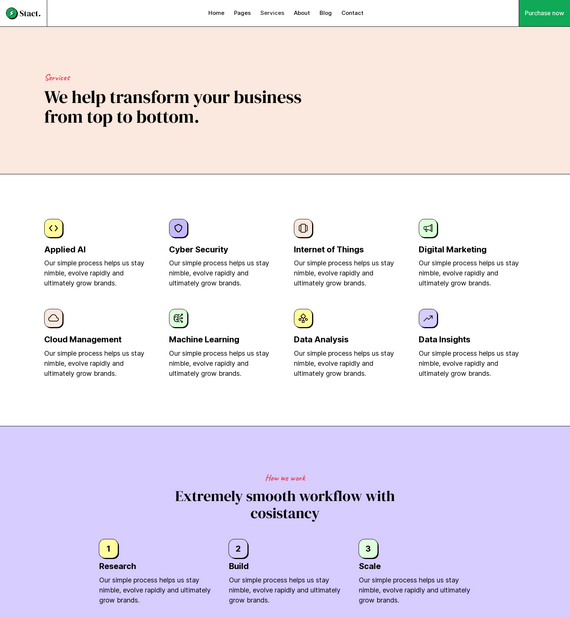 Stact.
Home Pages Services About Blog Contact
Purchase now
Services
We help transform your business
from top to bottom.
Applied AI
Our simple process helps us stay
nimble, evolve rapidly and
ultimately grow brands.
Cyber Security
Our simple process helps us stay
nimble, evolve rapidly and
ultimately grow brands.
Internet of Things
Our simple process helps us stay
nimble, evolve rapidly and
ultimately grow brands.
Digital Marketing
Our simple process helps us stay
nimble, evolve rapidly and
ultimately grow brands.
Cloud Management
Our simple process helps us stay
nimble, evolve rapidly and
ultimately grow brands.
Machine Learning
Our simple process helps us stay
nimble, evolve rapidly and
ultimately grow brands.
Data Analysis
Our simple process helps us stay
nimble, evolve rapidly and
ultimately grow brands.
Data Insights
Our simple process helps us stay
nimble, evolve rapidly and
ultimately grow brands.
How we work
Extremely smooth workflow with
cosistancy
1
Research
Our simple process helps us stay
nimble, evolve rapidly and ultimately
grow brands.
2
Build
Our simple process helps us stay
nimble, evolve rapidly and ultimately
grow brands.
3
Scale
Our simple process helps us stay
nimble, evolve rapidly and ultimately
grow brands.